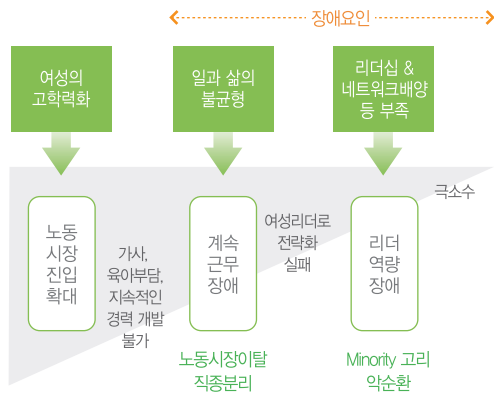 장애요인
여성의
고학력화
일과 삶의
불균형
리더십 &
네트워크배양
등 부족
노동
시장
진입
확대
가사,
육아부담,
지속적인
경력 개발
불가
계속
근무
장애
여성리더로
전략화
실패
리더
역량
장애
극소수
노동시장이탈
직종분리
Minority 고리
악순환